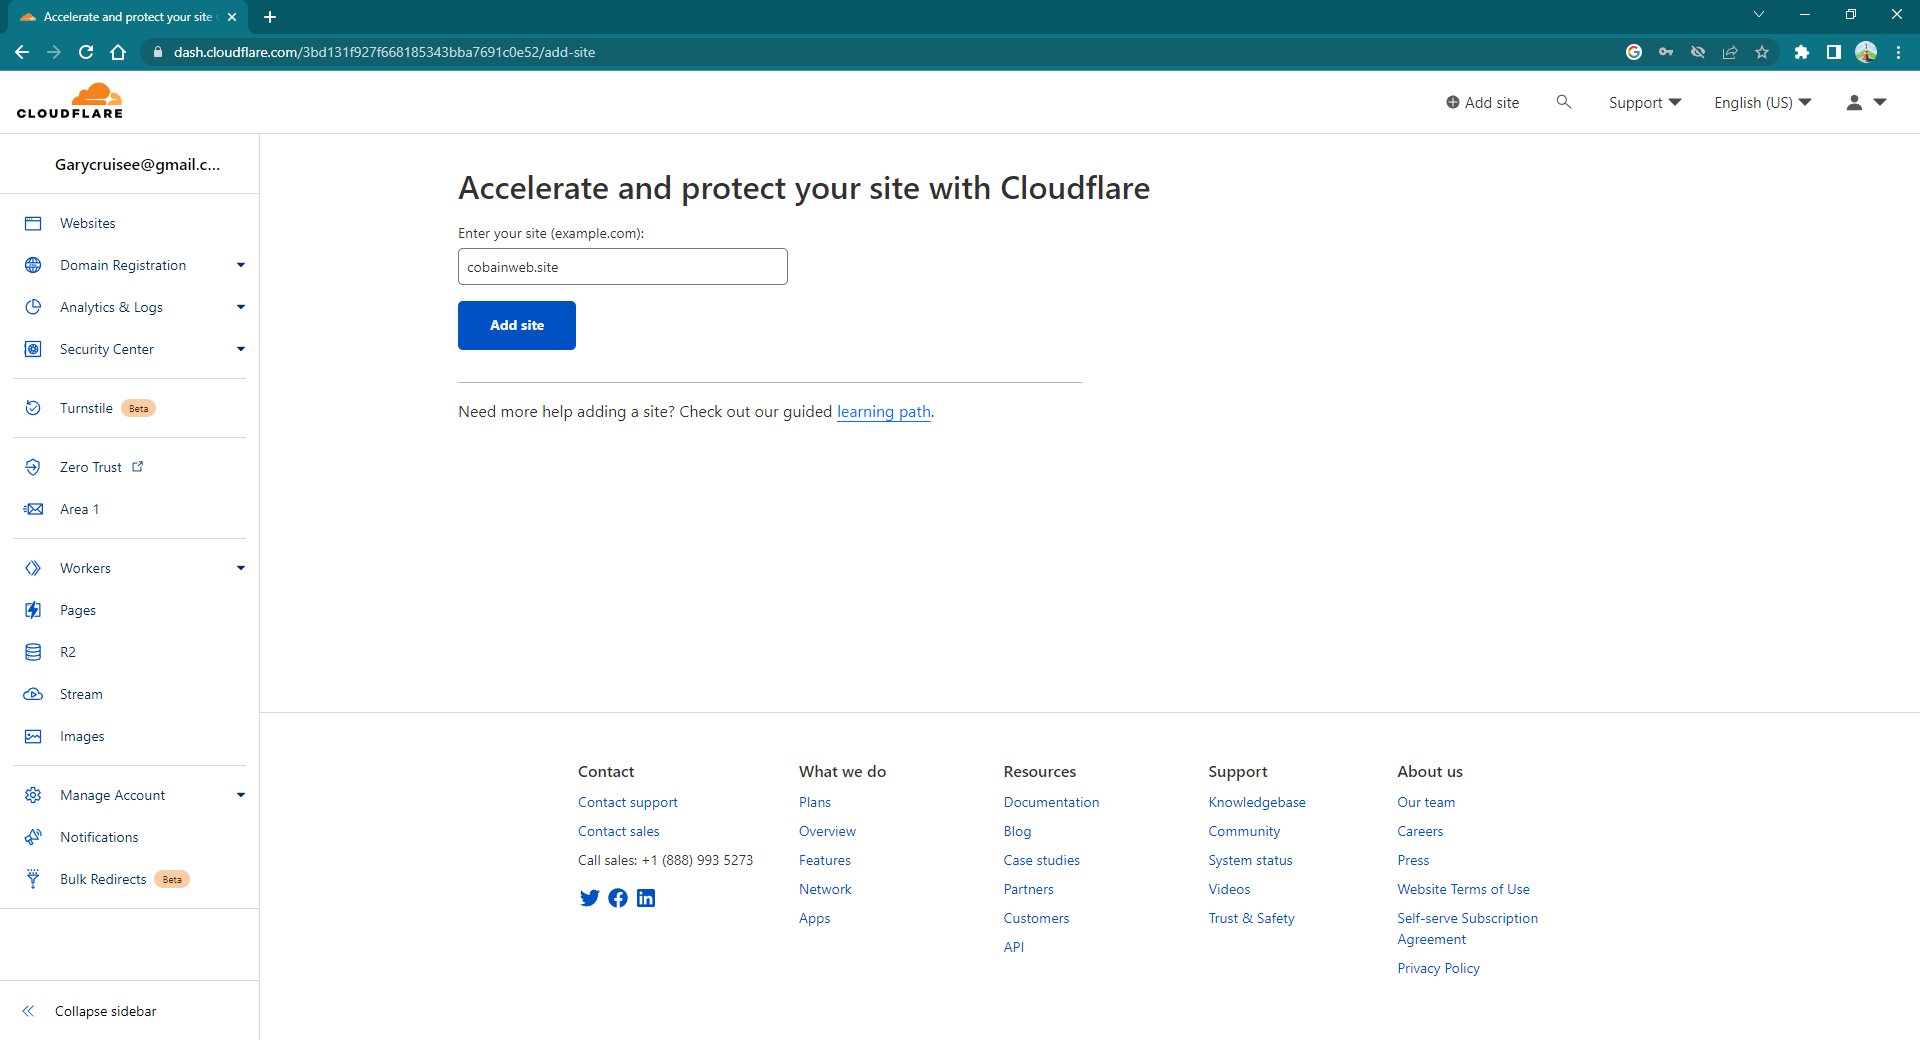 Accelerate and protect your site
dash.cloudflare.com/3bd131f927f668185343bba7691c0e52/add-site
CLOUDFLARE
Add site
Support
English (US)
Garycruisee@gmail.c...
Websites
Domain Registration
Analytics & Logs
Security Center
Turnstile Beta
Zero Trust
Area 1
Workers
Pages
R2
Stream
Images
Manage Account
Notifications
Bulk Redirects Beta
Collapse sidebar
Accelerate and protect your site with Cloudflare
Enter your site (example.com):
cobainweb.site
Add site
Need more help adding a site? Check out our guided learning path.
Contact
Contact support
Contact sales
Call sales: +1 (888) 993 5273
What we do
Plans
Overview
Features
Network
Apps
Resources
Documentation
Blog
Case studies
Partners
Customers
API
Support
Knowledgebase
Community
System status
Videos
Trust & Safety
About us
Our team
Careers
Press
Website Terms of Use
Self-serve Subscription
Agreement
Privacy Policy